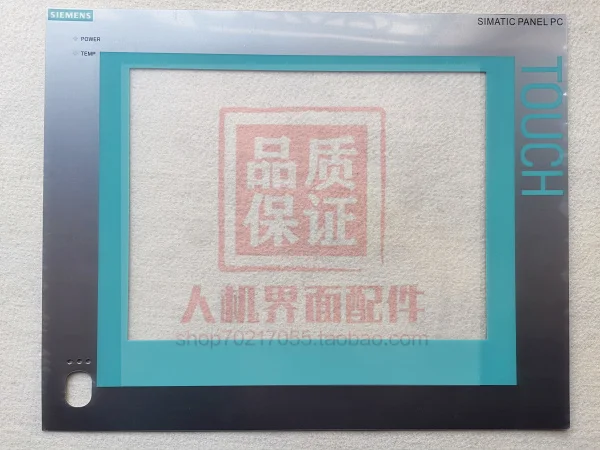 SIEMENS
SIMATIC PANEL PC
POWER
TEMP
TOUCH
品质
保证
人机界面配件
shop70217055.taobao.com